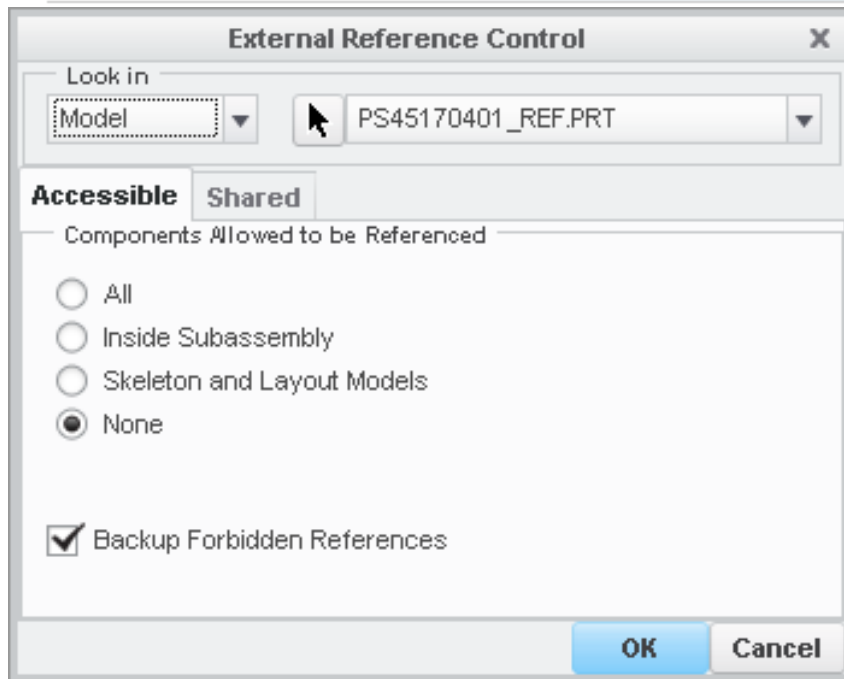 External Reference Control
Look in
Model PS45170401_REF.PRT
Accessible Shared
Components Allowed to be Referenced
All
Inside Subassembly
Skeleton and Layout Models
None
Backup Forbidden References
OK Cancel